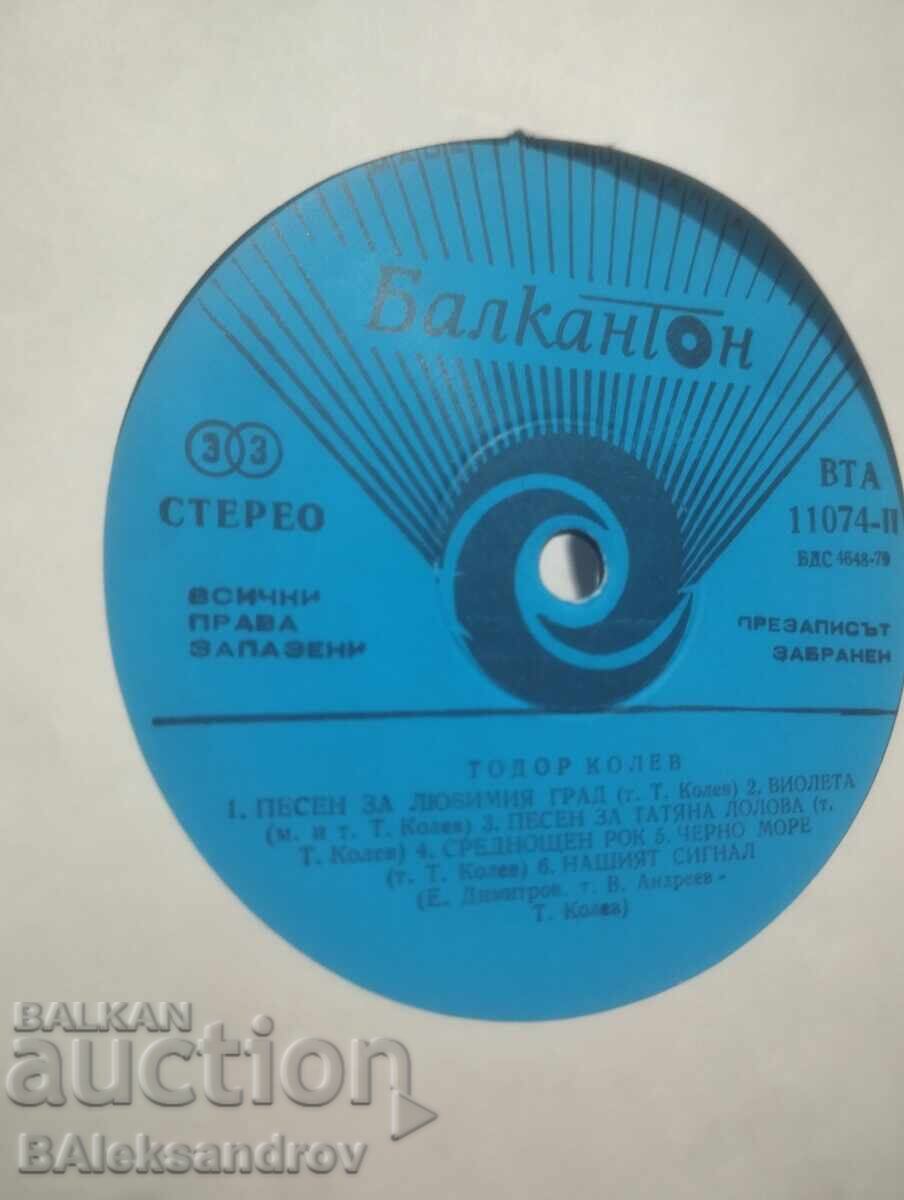 Балкантон
33
СТЕРЕО
ВТА
11074-II
БДС 4648-70
ВСИЧКИ
ПРАВА
ЗАПАЗЕНИ
ПРЕЗАПИСЪТ
ЗАБРАНЕН
ТОДОР КОЛЕВ
1. ПЕСЕН ЗА ЛЮБИМИЯ ГРАД (т. Т. Колев) 2. ВИОЛЕТА
(м. и т. Т. Колев) 3. ПЕСЕН ЗА ТАТЯНА ЛОЛОВА (т.
Т. Колев) 4. СРЕДНОЩЕН РОК 5. ЧЕРНО МОРЕ
(т. Т. Колев) 6. НАШИЯТ СИГНАЛ
(Е. Димитров, т. В. Андреев -
Т. Колев)
BALKAN
auction
BAleksandrov